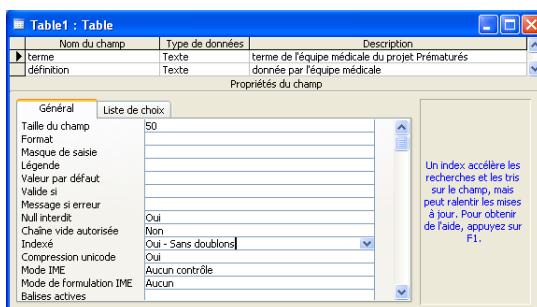 Table1 : Table
Nom du champ Type de données Description
terme Texte terme de l'équipe médicale du projet Prématurés
définition Texte donnée par l'équipe médicale
Propriétés du champ
Général Liste de choix
Taille du champ 50
Format
Masque de saisie
Légende
Valeur par défaut
Valide si
Message si erreur
Null interdit Oui
Chaîne vide autorisée Non
Indexé Oui - Sans doublons
Compression unicode Oui
Mode IME Aucun contrôle
Mode de formulation IME Aucun
Balises actives
Un index accélère les
recherches et les tris
sur le champ, mais
peut ralentir les mises
à jour. Pour obtenir
de l'aide, appuyez sur
F1.